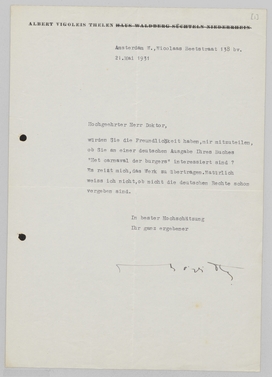 ALBERT VIGOLEIS THELEN HAUS WALDBERG SÜCHTELN NIEDERRHEIN
Amsterdam Z., Nicolaas Maesstraat 138 bv.
21. Mai 1931
Hochgeehrter Herr Doktor,
würden Sie die Freundlichkeit haben, mir mitzuteilen,
ob Sie an einer deutschen Ausgabe Ihres Buches
"Het carnaval der burgers" interessiert sind ?
Es reizt mich, das Werk zu übertragen. Natürlich
weiss ich nicht, ob nicht die deutschen Rechte schon
vergeben sind.
In bester Hochschätzung
Ihr ganz ergebener